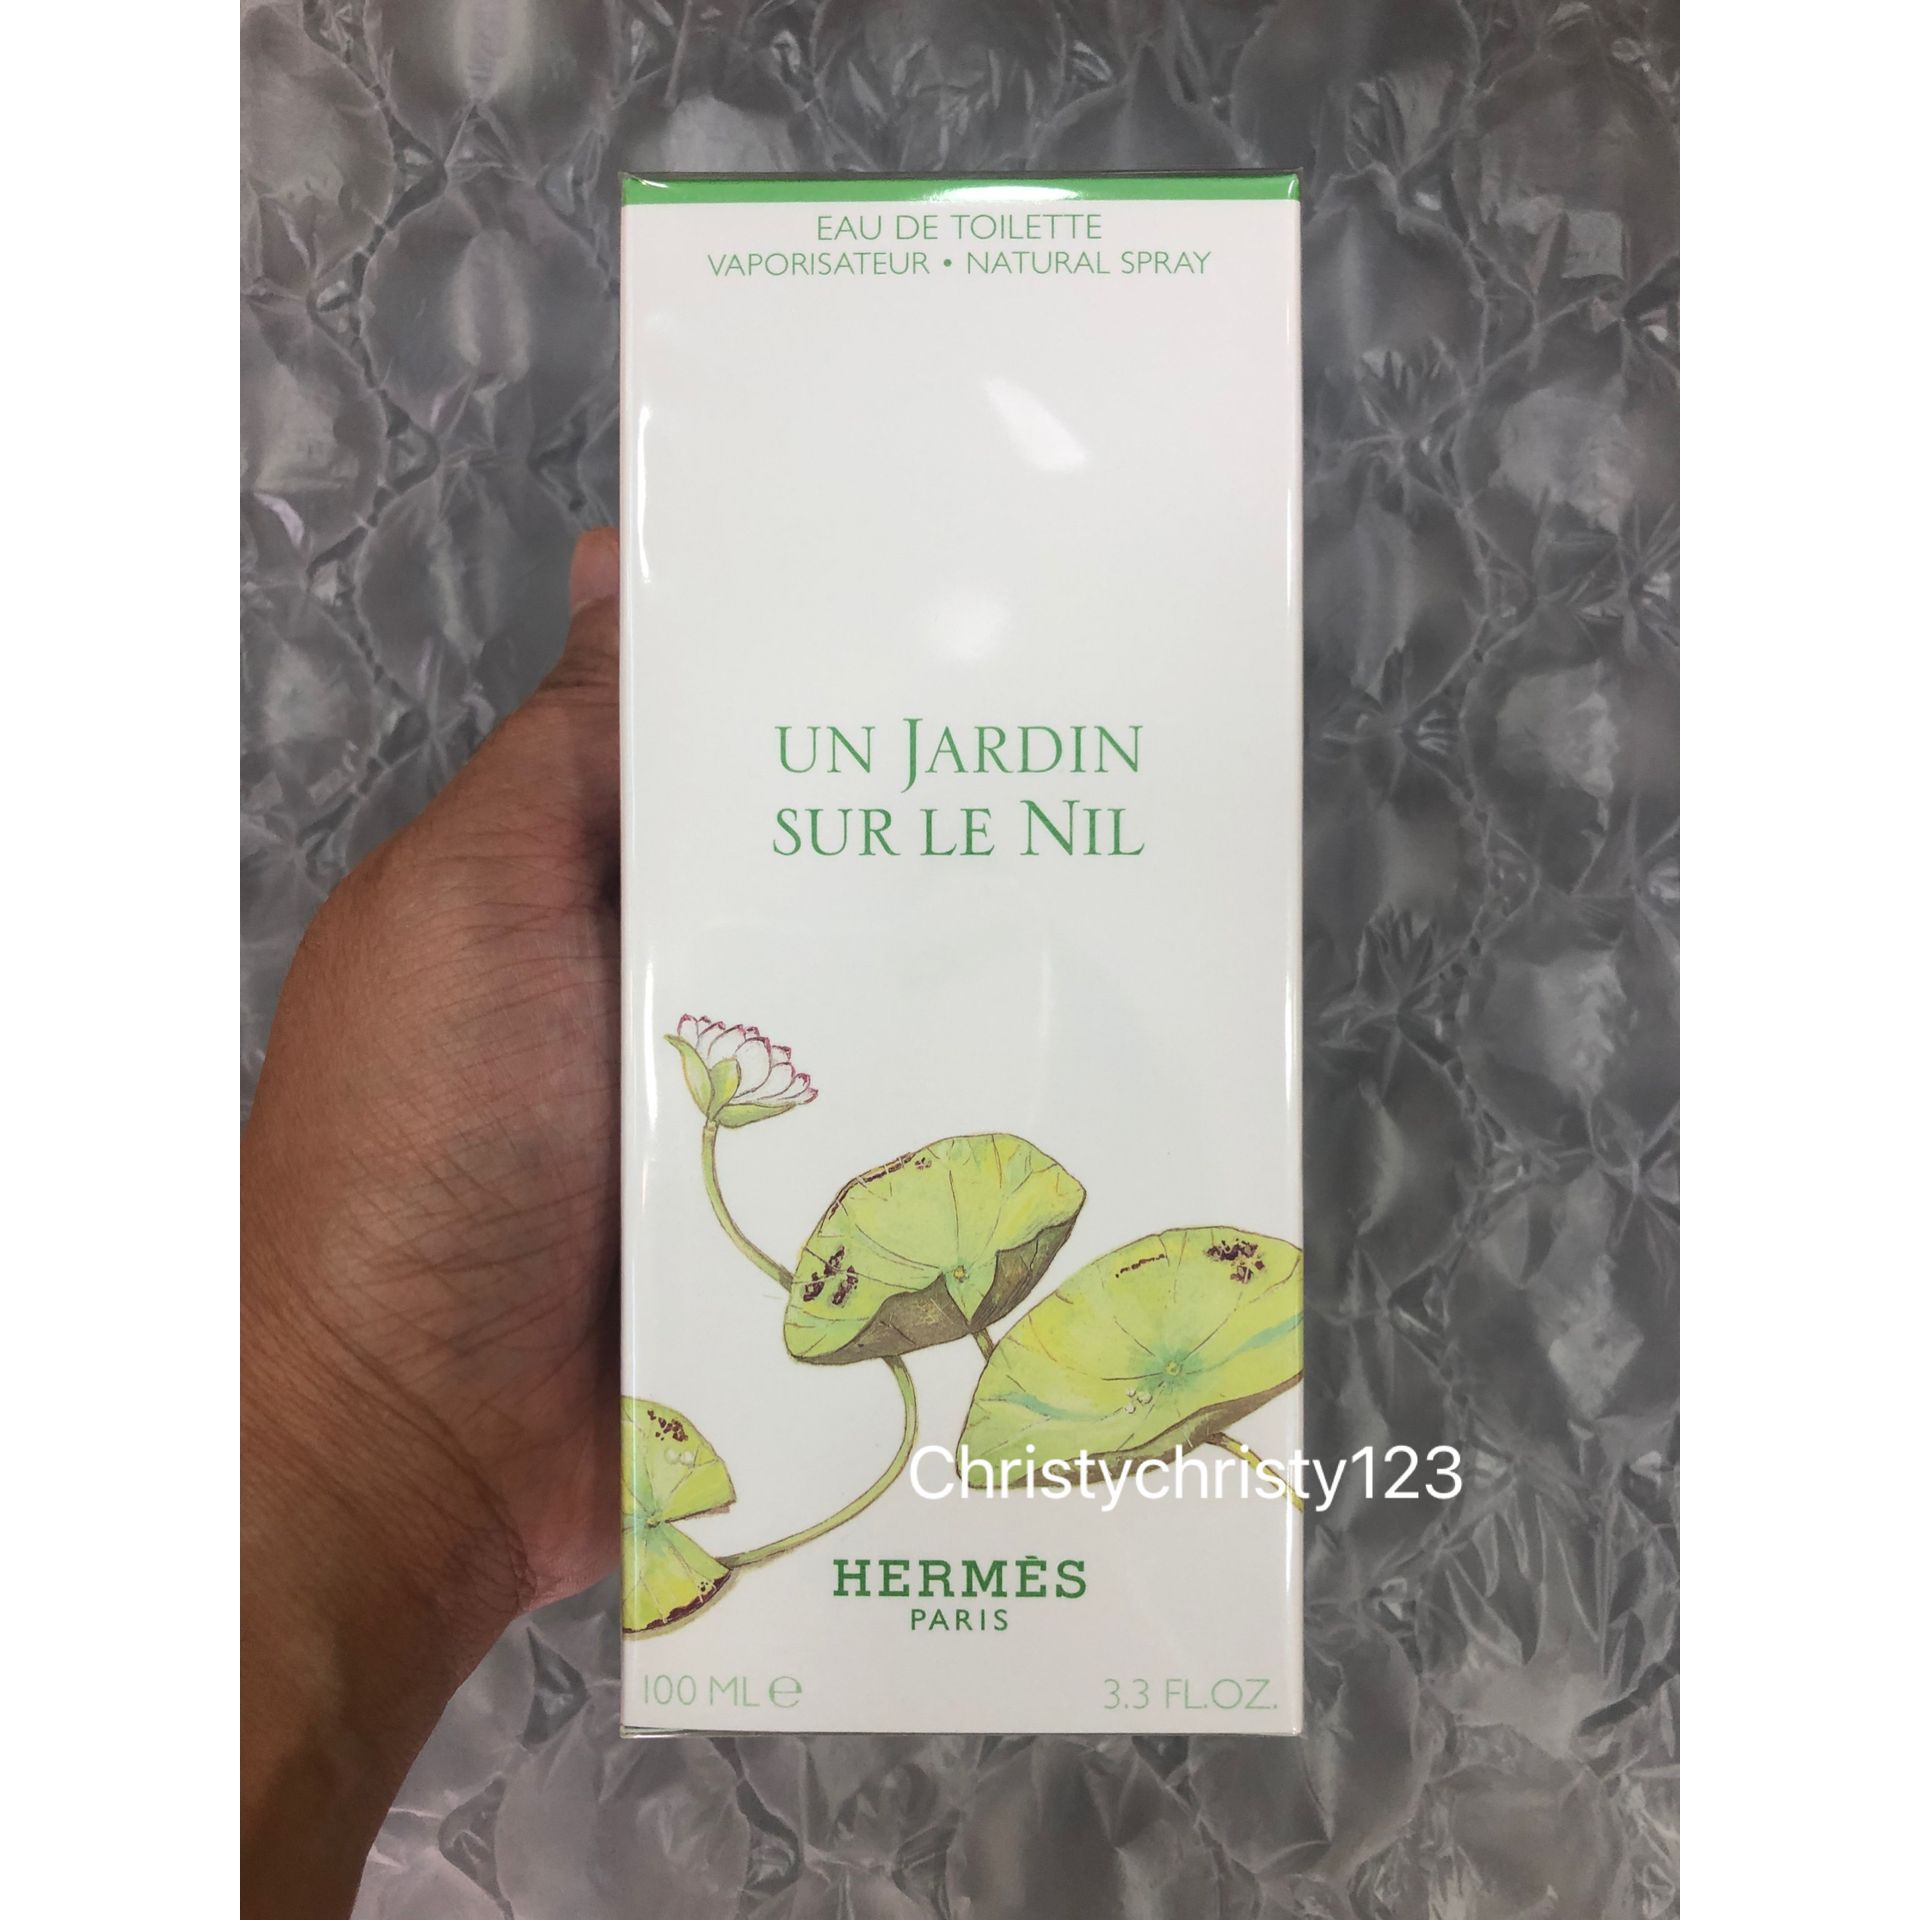 EAU DE TOILETTE
VAPORISATEUR • NATURAL SPRAY
UN JARDIN
SUR LE NIL
Christychristy123
HERMÈS
PARIS
100 ML ℮ 3.3 FL.OZ.